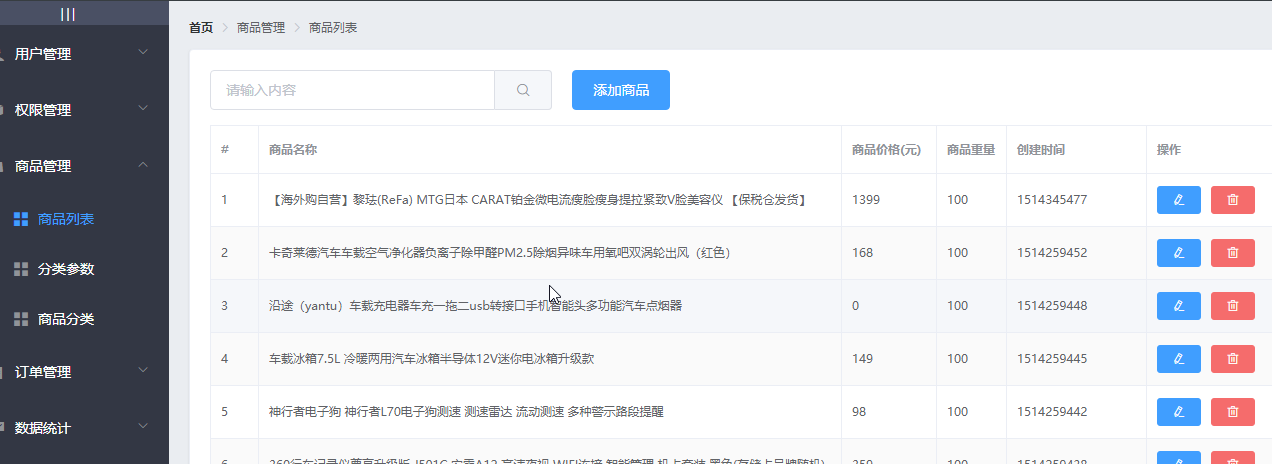 |||
首页 > 商品管理 > 商品列表
用户管理
权限管理
商品管理
商品列表
分类参数
商品分类
订单管理
数据统计
请输入内容
添加商品
# 商品名称 商品价格(元) 商品重量 创建时间 操作
1 【海外购自营】黎珐(ReFa) MTG日本 CARAT铂金微电流瘦脸瘦身提拉紧致V脸美容仪 【保税仓发货】 1399 100 1514345477
2 卡奇莱德汽车车载空气净化器负离子除甲醛PM2.5除烟异味车用氧吧双涡轮出风（红色） 168 100 1514259452
3 沿途（yantu）车载充电器车充一拖二usb转接口手机智能头多功能汽车点烟器 0 100 1514259448
4 车载冰箱7.5L 冷暖两用汽车冰箱半导体12V迷你电冰箱升级款 149 100 1514259445
5 神行者电子狗 神行者L70电子狗测速 测速雷达 流动测速 多种警示路段提醒 98 100 1514259442